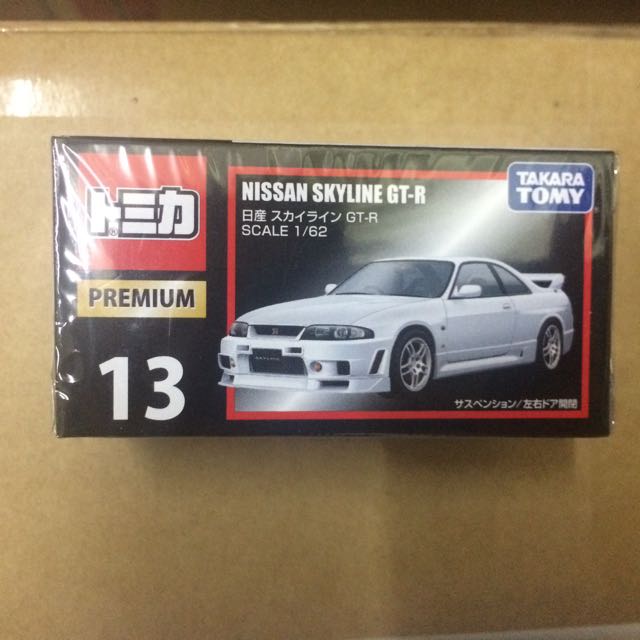 トミカ
PREMIUM
13
NISSAN SKYLINE GT-R
日産 スカイライン GT-R
SCALE 1/62
TAKARA
TOMY
SKYLINE
サスペンション/左右ドア開閉